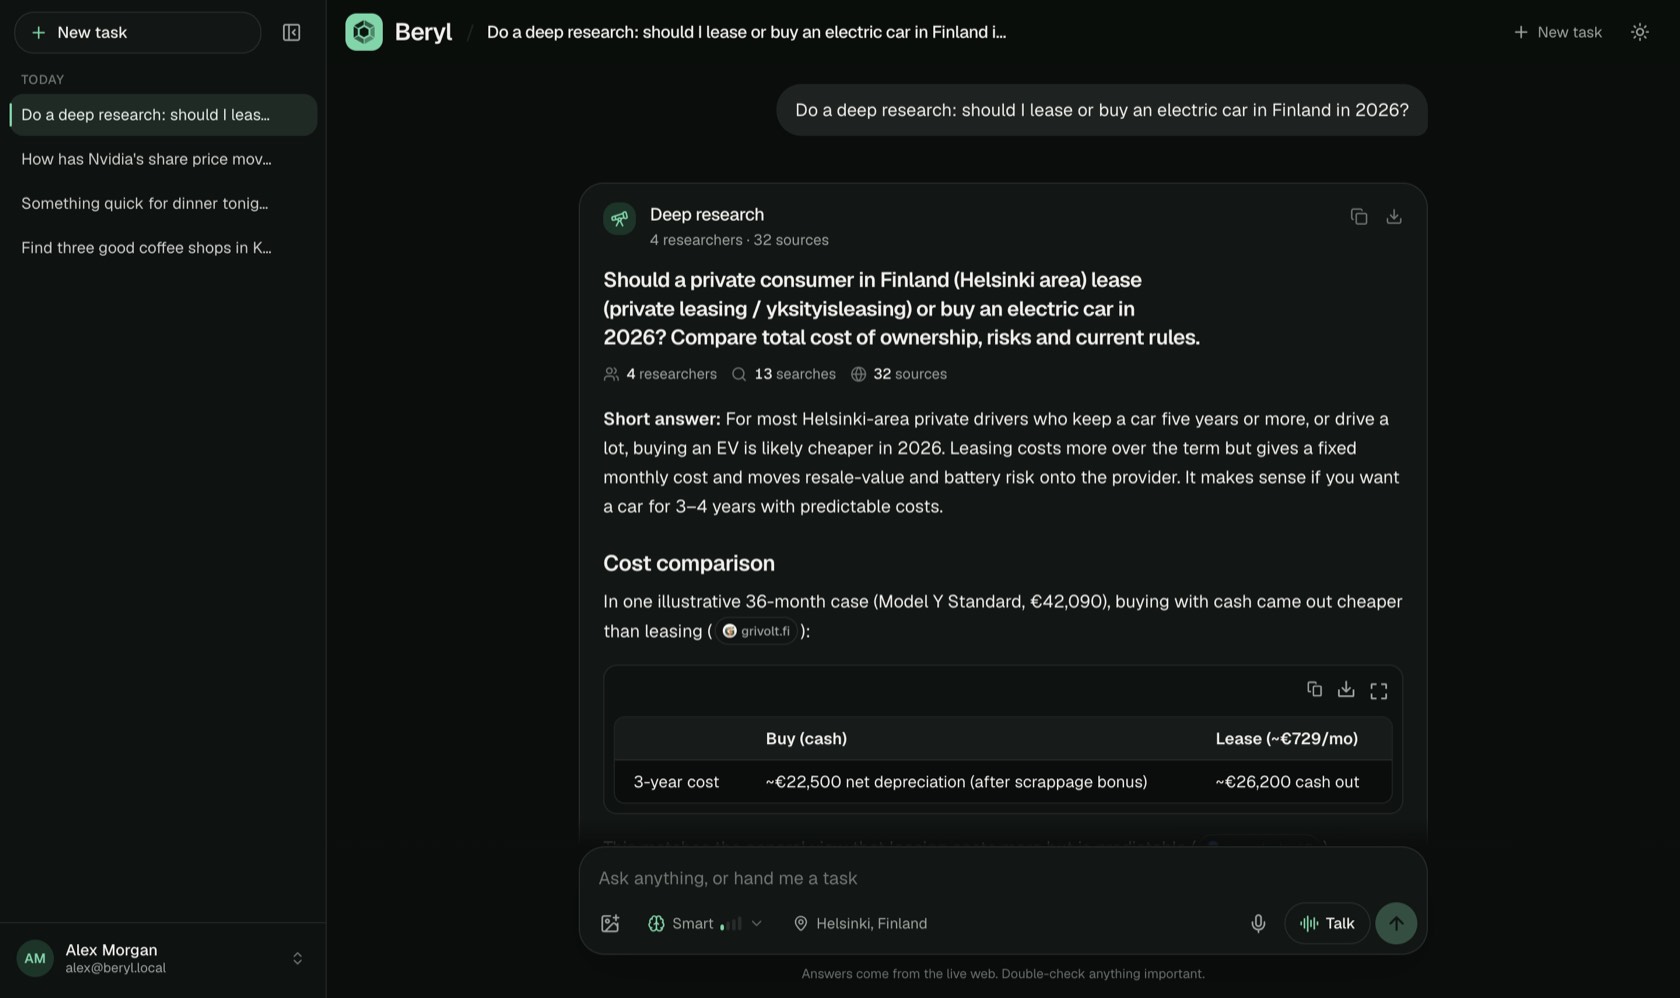 New task
TODAY
Do a deep research: should I leas...
How has Nvidia's share price mov...
Something quick for dinner tonig...
Find three good coffee shops in K...
AM
Alex Morgan
alex@beryl.local
Beryl / Do a deep research: should I lease or buy an electric car in Finland i...
New task
Do a deep research: should I lease or buy an electric car in Finland in 2026?
Deep research
4 researchers · 32 sources
Should a private consumer in Finland (Helsinki area) lease
(private leasing / yksityisleasing) or buy an electric car in
2026? Compare total cost of ownership, risks and current rules.
4 researchers 13 searches 32 sources
Short answer: For most Helsinki-area private drivers who keep a car five years or more, or drive a
lot, buying an EV is likely cheaper in 2026. Leasing costs more over the term but gives a fixed
monthly cost and moves resale-value and battery risk onto the provider. It makes sense if you want
a car for 3–4 years with predictable costs.
Cost comparison
In one illustrative 36-month case (Model Y Standard, €42,090), buying with cash came out cheaper
than leasing ( grivolt.fi ):
Buy (cash) Lease (~€729/mo)
3-year cost ~€22,500 net depreciation (after scrappage bonus) ~€26,200 cash out
Ask anything, or hand me a task
Smart Helsinki, Finland Talk
Answers come from the live web. Double-check anything important.